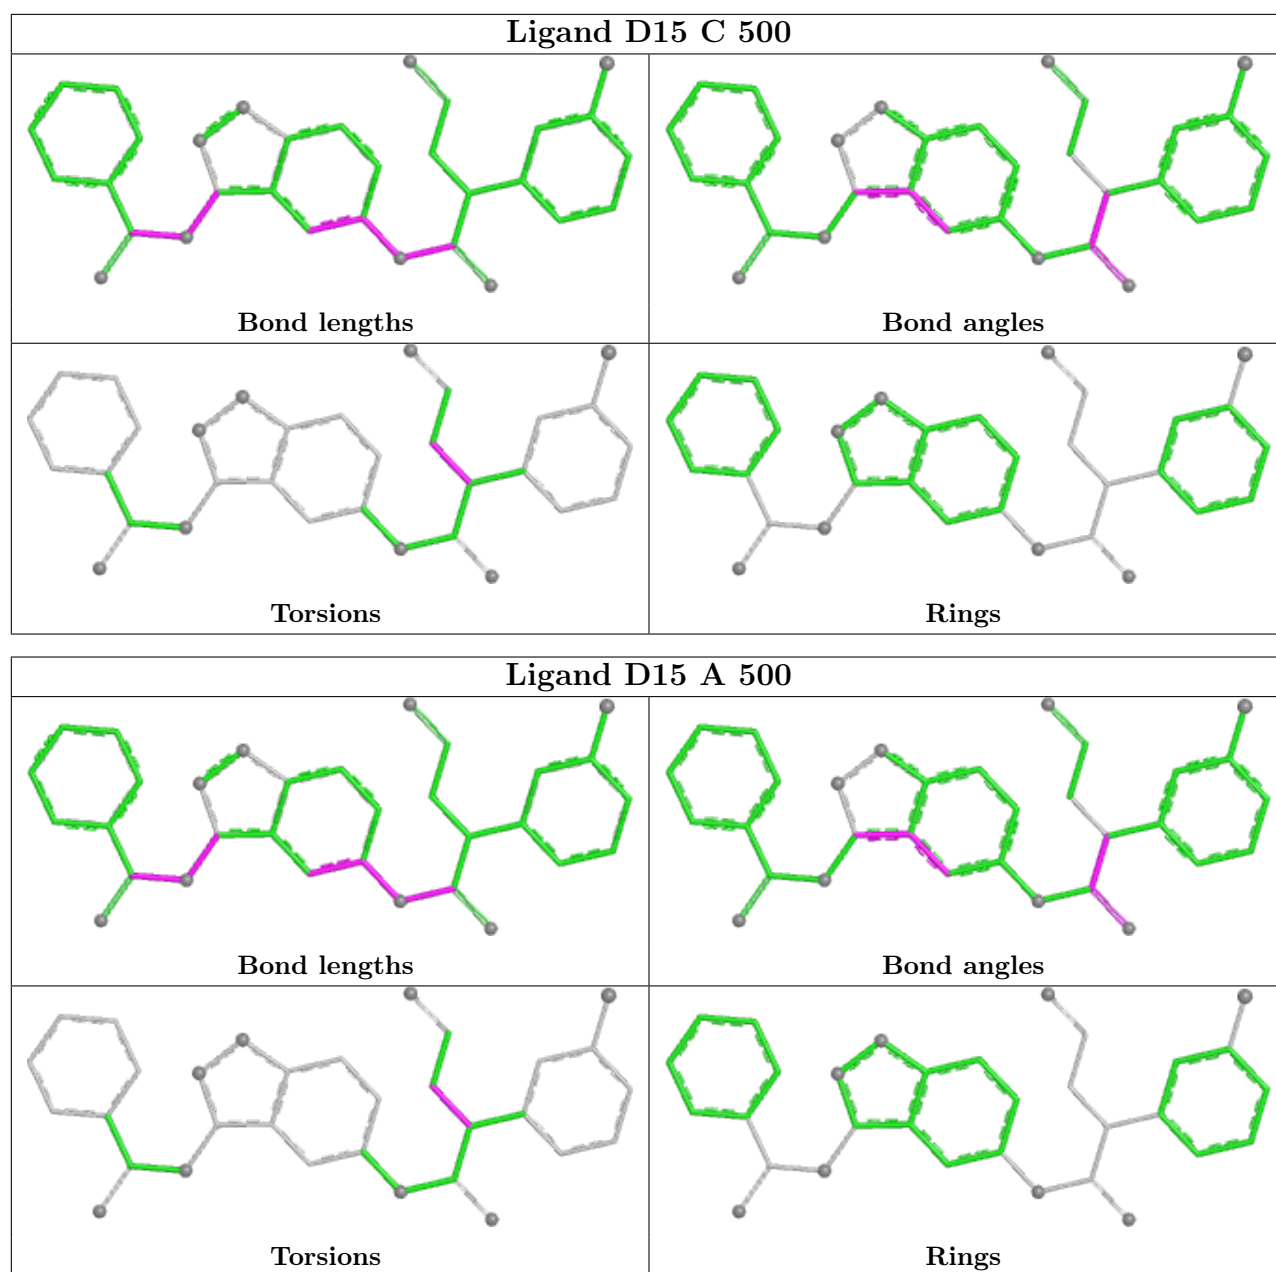 Ligand D15 C 500
Bond lengths
Bond angles
Torsions
Rings
Ligand D15 A 500
Bond lengths
Bond angles
Torsions
Rings